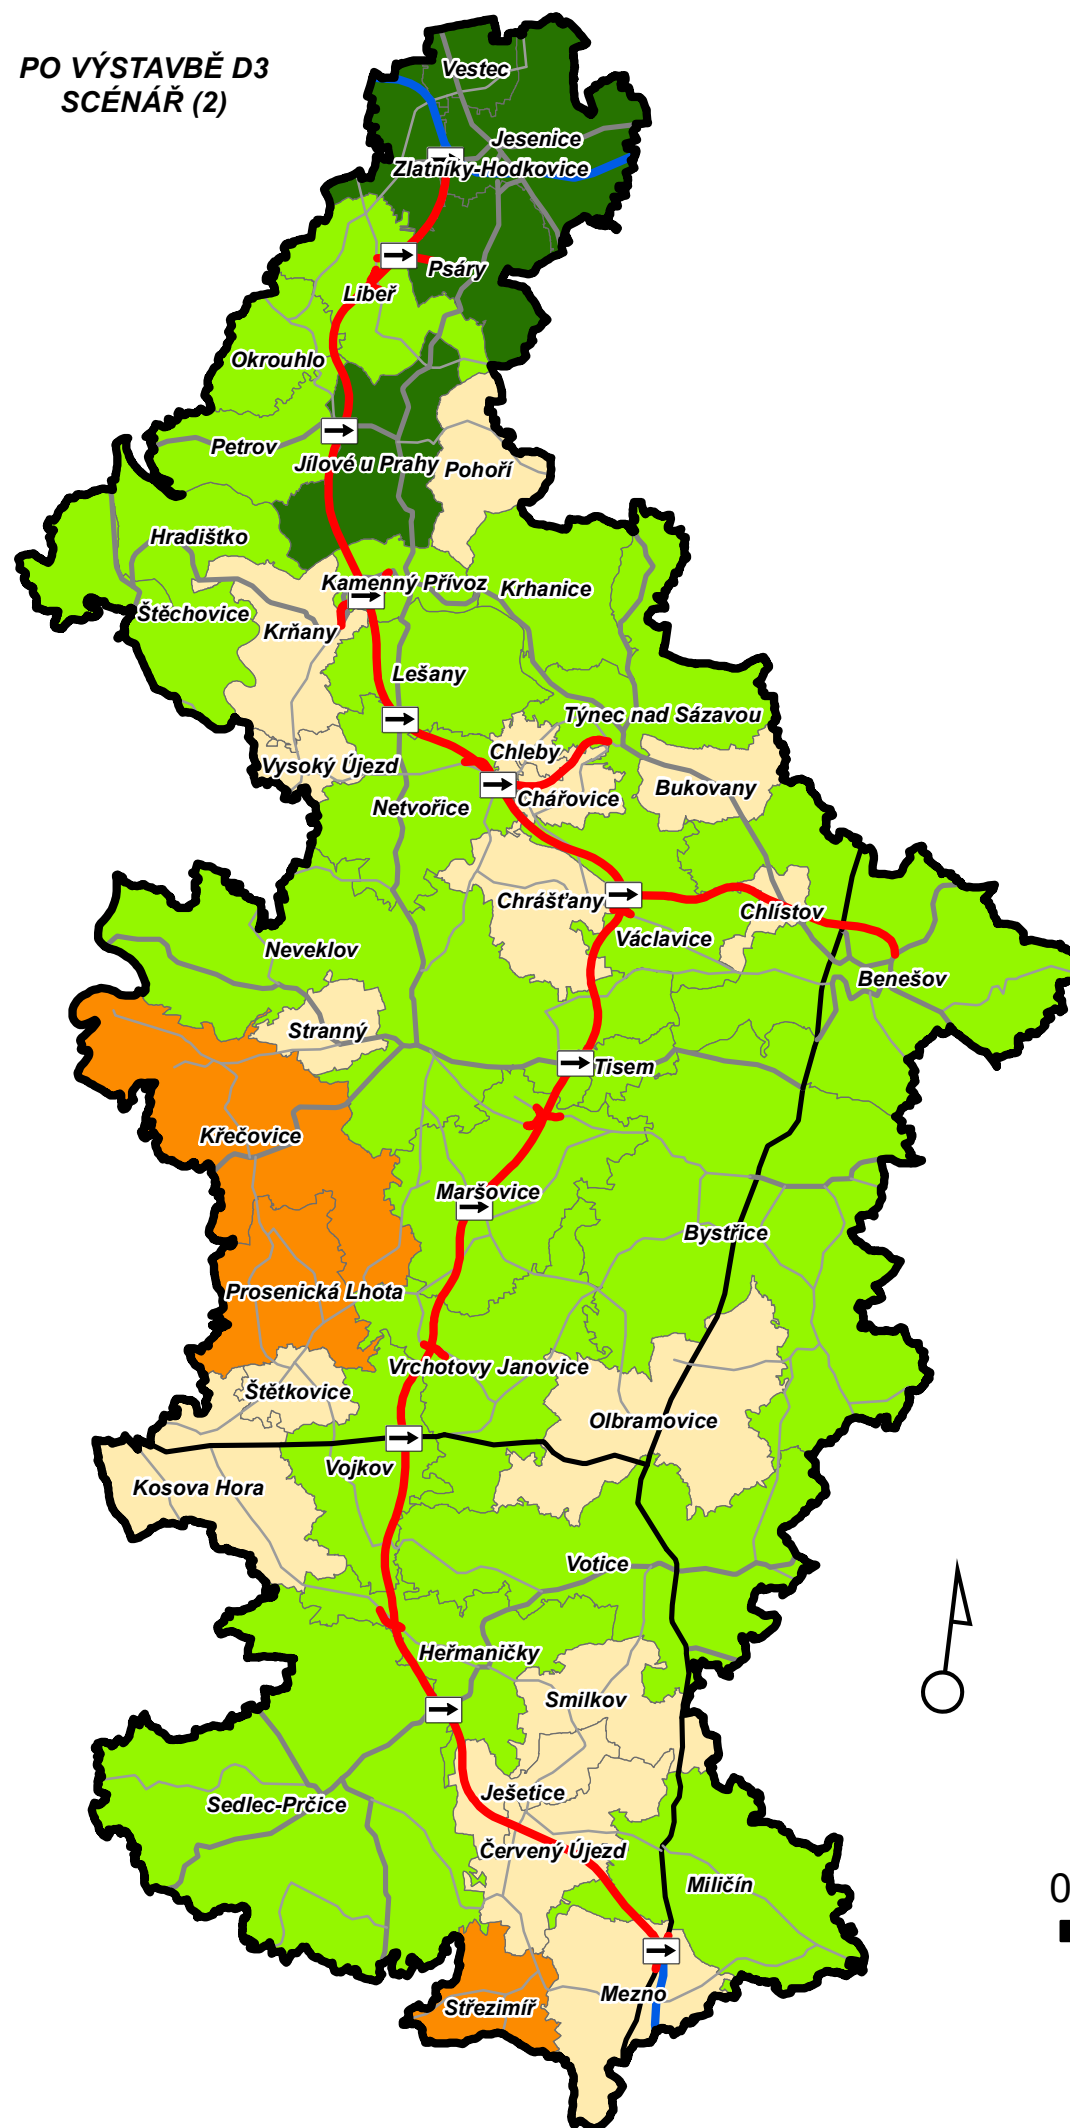 PO VÝSTAVBĚ D3
SCÉNÁŘ (2)
Vestec
Jesenice
Zlatníky-Hodkovice
Psáry
Libeř
Okrouhlo
Petrov
Jílové u Prahy
Pohoří
Hradištko
Kamenný Přívoz
Krhanice
Štěchovice
Krňany
Lešany
Týnec nad Sázavou
Chleby
Vysoký Újezd
Bukovany
Netvořice
Chářovice
Chrášťany
Chlístov
Václavice
Neveklov
Benešov
Stranný
Tisem
Křečovice
Maršovice
Bystřice
Prosenická Lhota
Vrchotovy Janovice
Štětkovice
Olbramovice
Vojkov
Kosova Hora
Votice
Heřmaničky
Smilkov
Ješetice
Sedlec-Prčice
Červený Újezd
Miličín
0
Mezno
Střezimíř